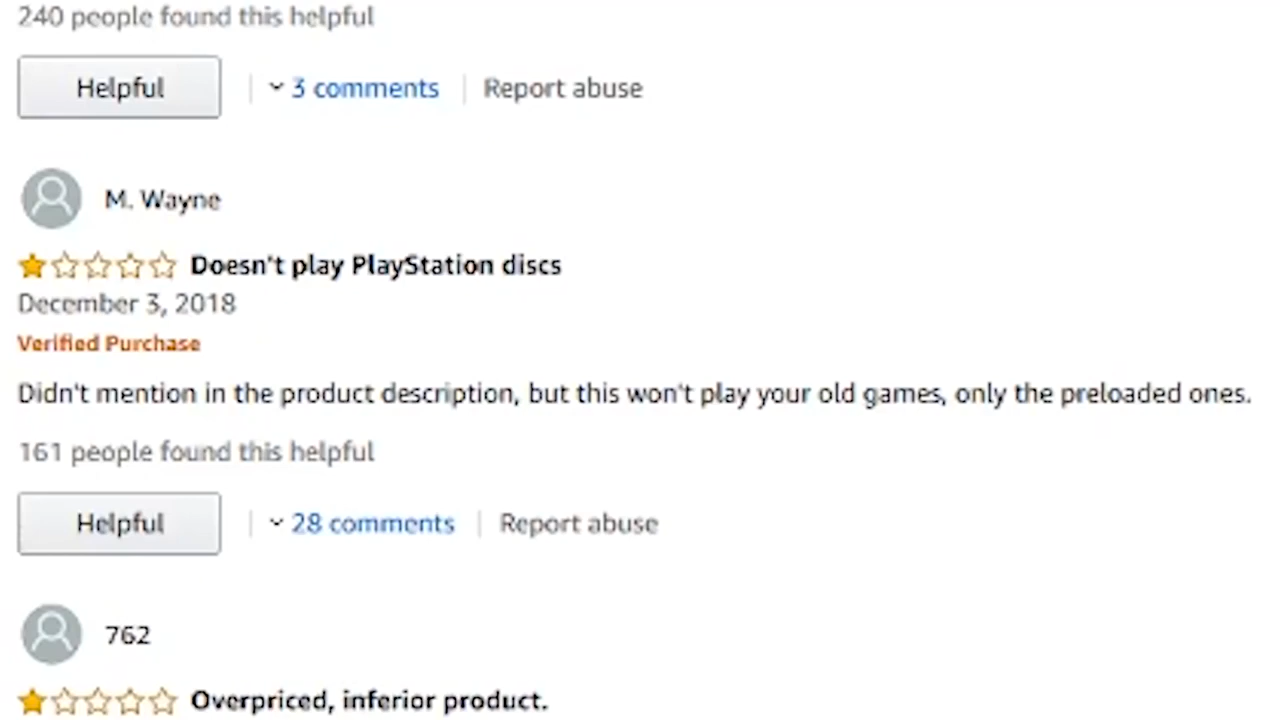 240 people found this helpful
Helpful 3 comments Report abuse
M. Wayne
Doesn't play PlayStation discs
December 3, 2018
Verified Purchase
Didn't mention in the product description, but this won't play your old games, only the preloaded ones.
161 people found this helpful
Helpful 28 comments Report abuse
762
Overpriced, inferior product.